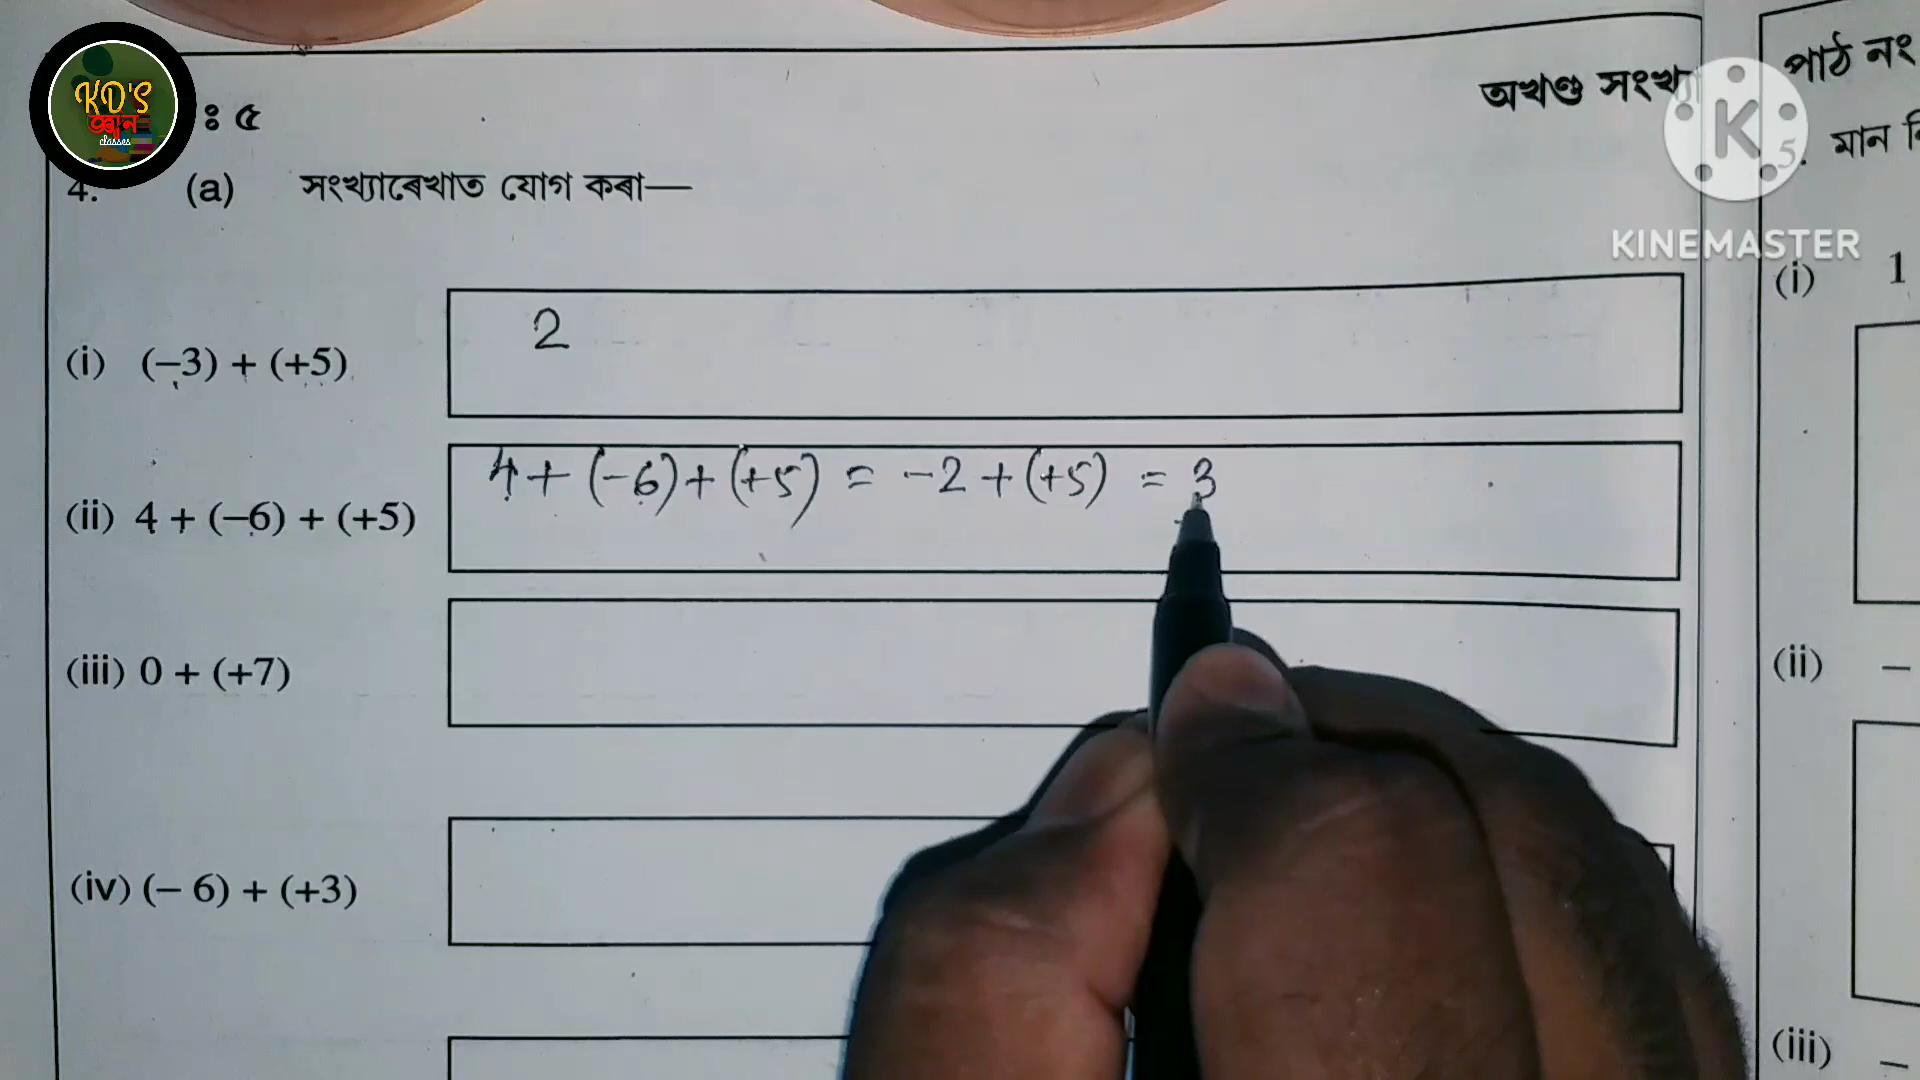 KD'S
জ্ঞান
classes
ঃ ৫
অখণ্ড সংখ্যা
4. (a) সংখ্যাৰেখাত যোগ কৰা—
K
KINEMASTER
(i) (–3) + (+5)
2
(ii) 4 + (–6) + (+5)
4 + (-6) + (+5) = -2 + (+5) = 3
(iii) 0 + (+7)
(iv) (– 6) + (+3)
পাঠ নং
5. মান
(i) 1
(ii) –
(iii) –